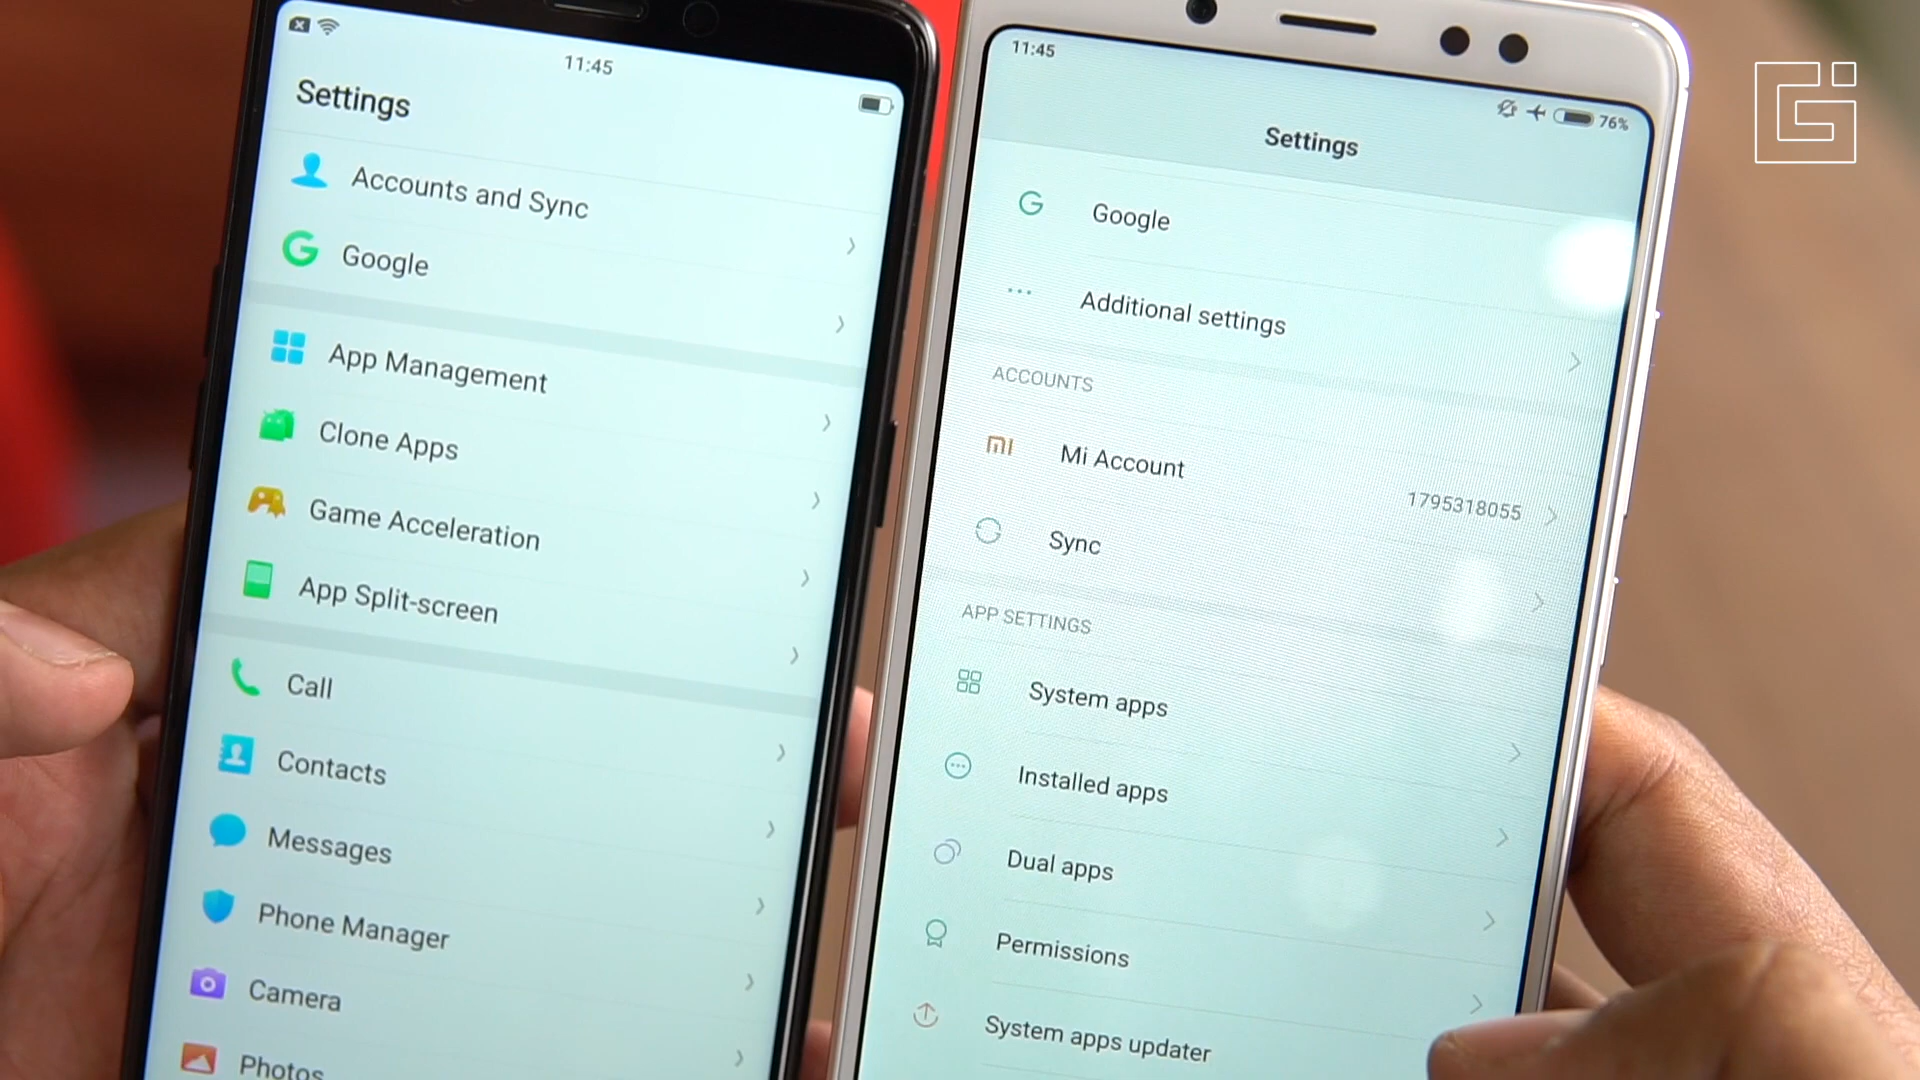 11:45
Settings
Accounts and Sync
Google
App Management
Clone Apps
Game Acceleration
App Split-screen
Call
Contacts
Messages
Phone Manager
Camera
Photos
11:45
76%
Settings
Google
Additional settings
ACCOUNTS
Mi Account
1795318055
Sync
APP SETTINGS
System apps
Installed apps
Dual apps
Permissions
System apps updater